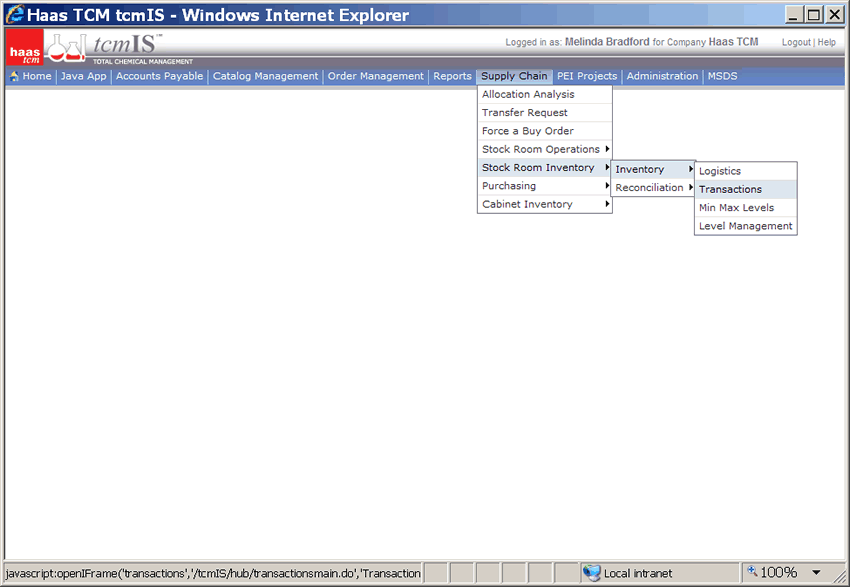 Haas TCM tcmIS - Windows Internet Explorer
haas tcm
tcmIS™
TOTAL CHEMICAL MANAGEMENT
Logged in as: Melinda Bradford for Company Haas TCM
Logout | Help
Home | Java App | Accounts Payable | Catalog Management | Order Management | Reports | Supply Chain | PEI Projects | Administration | MSDS
Allocation Analysis
Transfer Request
Force a Buy Order
Stock Room Operations
Stock Room Inventory
Purchasing
Cabinet Inventory
Inventory
Reconciliation
Logistics
Transactions
Min Max Levels
Level Management
javascript:openIFrame('transactions','/tcmIS/hub/transactionsmain.do','Transaction
Local intranet
100%